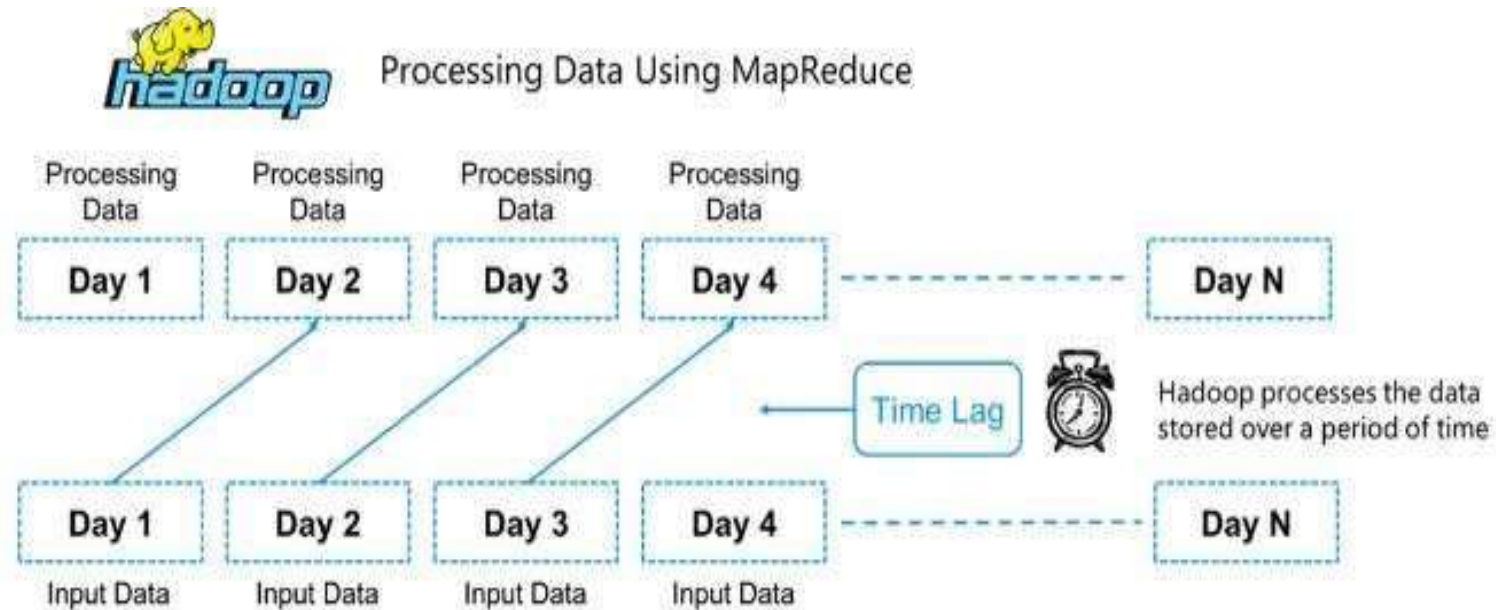 hadoop
Processing Data Using MapReduce
Processing
Data
Processing
Data
Processing
Data
Processing
Data
Day 1
Day 2
Day 3
Day 4
Day N
Time Lag
Hadoop processes the data
stored over a period of time
Day 1
Day 2
Day 3
Day 4
Day N
Input Data
Input Data
Input Data
Input Data